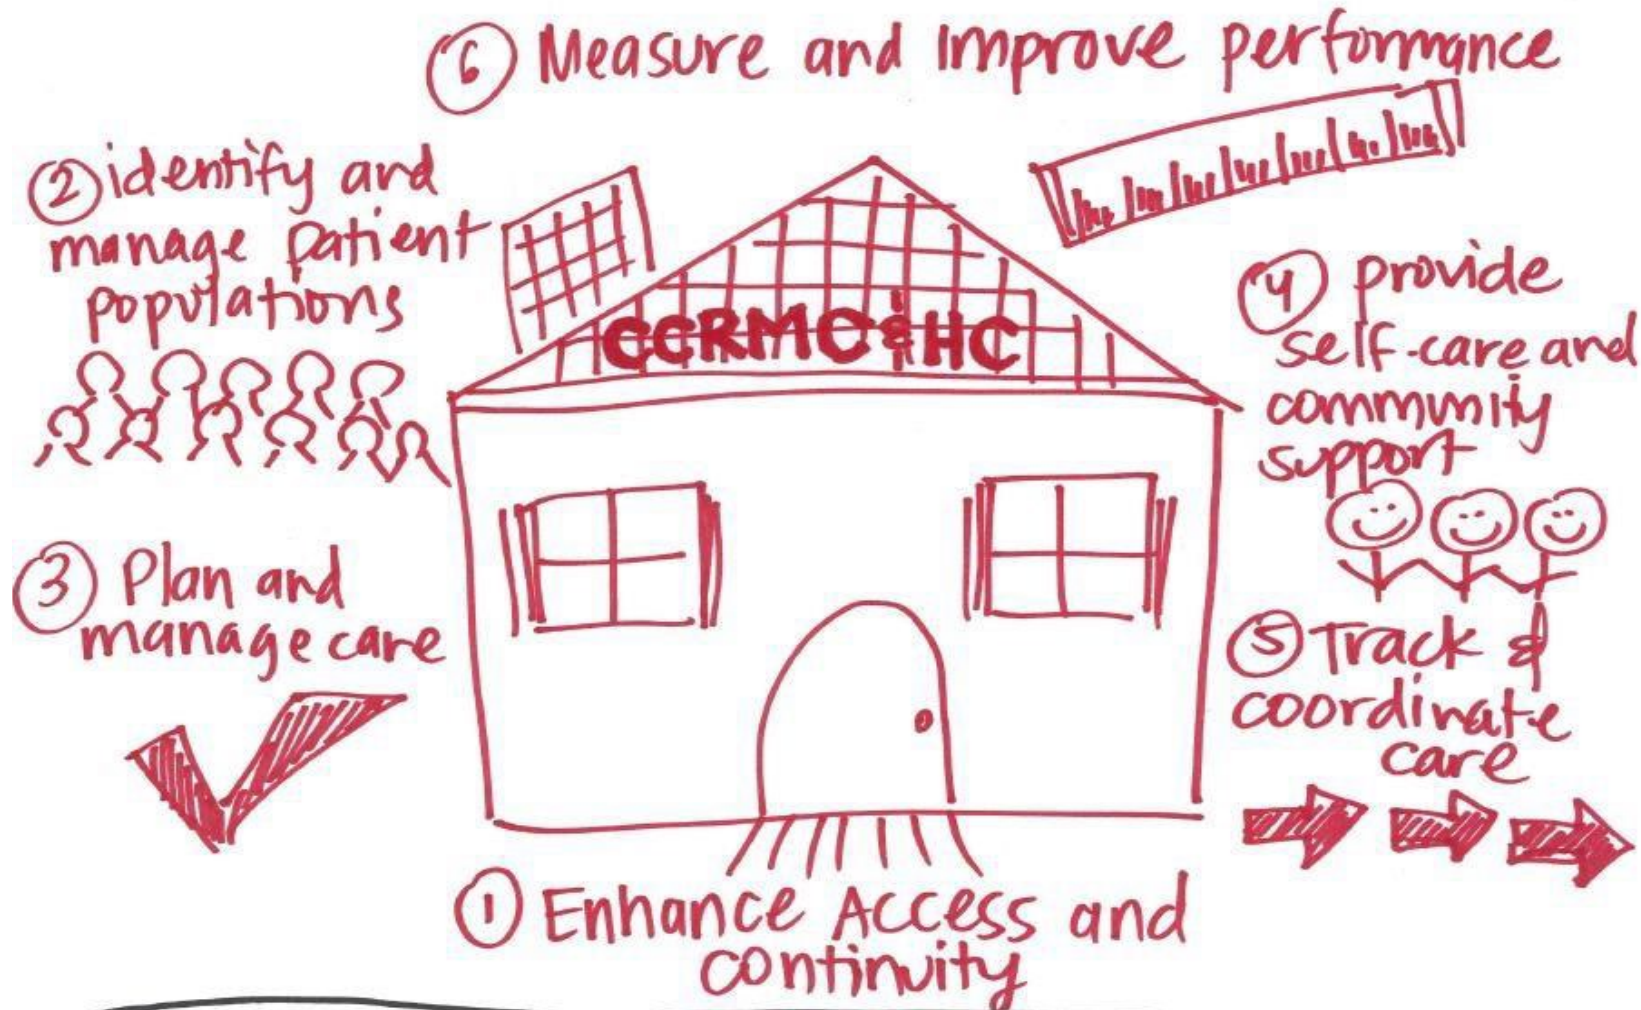 ⑥ Measure and Improve performance
② identify and
manage patient
populations
③ Plan and
manage care
CCRMC & HC
④ provide
self-care and
community
support
⑤ Track &
coordinate
care
① Enhance Access and
continuity